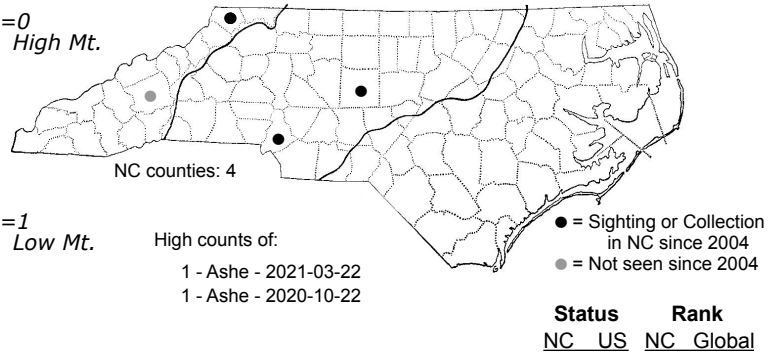 =0
High Mt.
NC counties: 4
=1
Low Mt.
High counts of:
1 - Ashe - 2021-03-22
1 - Ashe - 2020-10-22
● = Sighting or Collection
in NC since 2004
● = Not seen since 2004
Status Rank
NC US NC Global